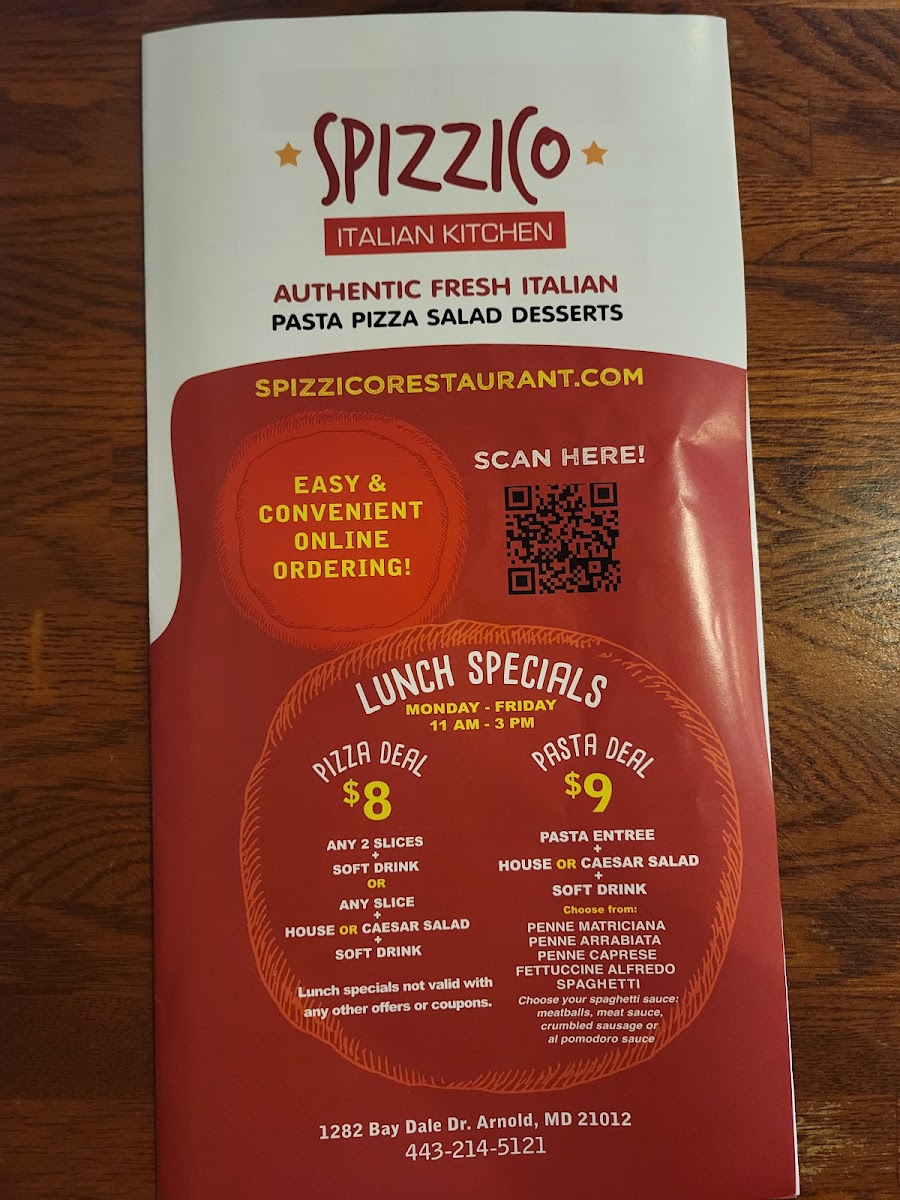 SPIZZICO
ITALIAN KITCHEN
AUTHENTIC FRESH ITALIAN
PASTA PIZZA SALAD DESSERTS
SPIZZICORESTAURANT.COM
EASY &
CONVENIENT
ONLINE
ORDERING!
SCAN HERE!
LUNCH SPECIALS
MONDAY - FRIDAY
11 AM - 3 PM
PIZZA DEAL
$8
ANY 2 SLICES
+
SOFT DRINK
OR
ANY SLICE
+
HOUSE OR CAESAR SALAD
+
SOFT DRINK
Lunch specials not valid with
any other offers or coupons.
PASTA DEAL
$9
PASTA ENTREE
+
HOUSE OR CAESAR SALAD
+
SOFT DRINK
Choose from:
PENNE MATRICIANA
PENNE ARRABIATA
PENNE CAPRESE
FETTUCCINE ALFREDO
SPAGHETTI
Choose your spaghetti sauce:
meatballs, meat sauce,
crumbled sausage or
al pomodoro sauce
1282 Bay Dale Dr. Arnold, MD 21012
443-214-5121